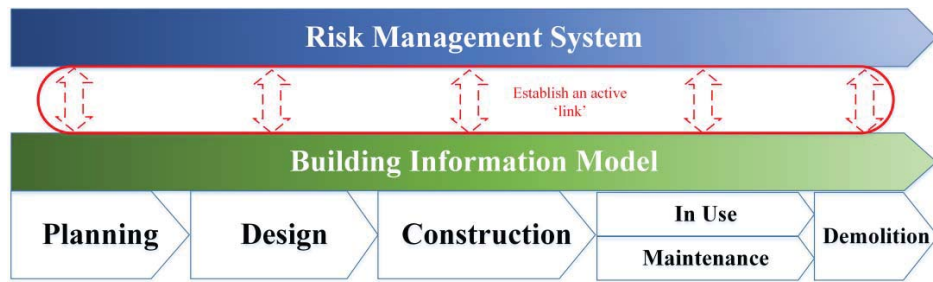 Risk Management System
Establish an active
‘link’
Building Information Model
Planning
Design
Construction
In Use
Maintenance
Demolition